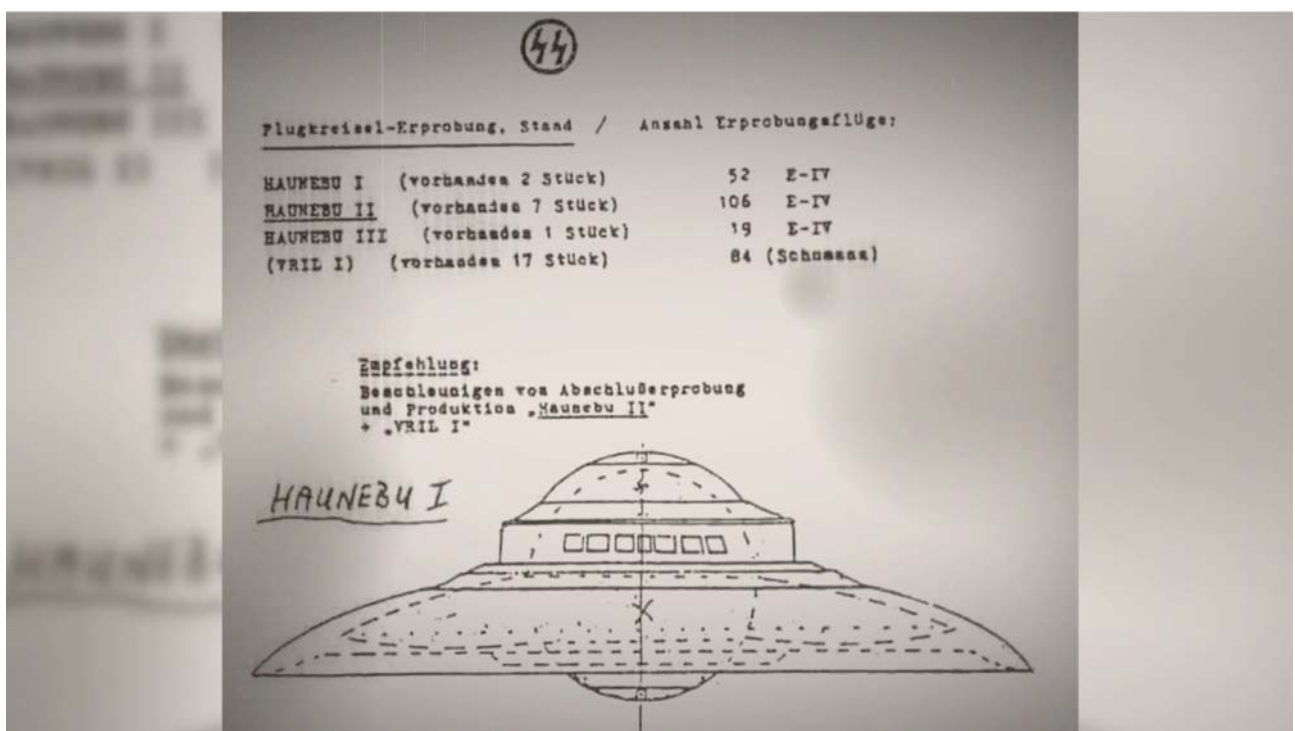 Flugkreisel-Erprobung, Stand / Anzahl Erprobungsflüge:
HAUNEBU I (vorhanden 2 Stück) 52 E-IV
HAUNEBU II (vorhanden 7 Stück) 106 E-IV
HAUNEBU III (vorhanden 1 Stück) 19 E-IV
(VRIL I) (vorhanden 17 Stück) 84 (Schumann)
Empfehlung:
Beschleunigen von Abschlußerprobung
und Produktion „Haunebu II"
+ „VRIL I"
HAUNEBU I